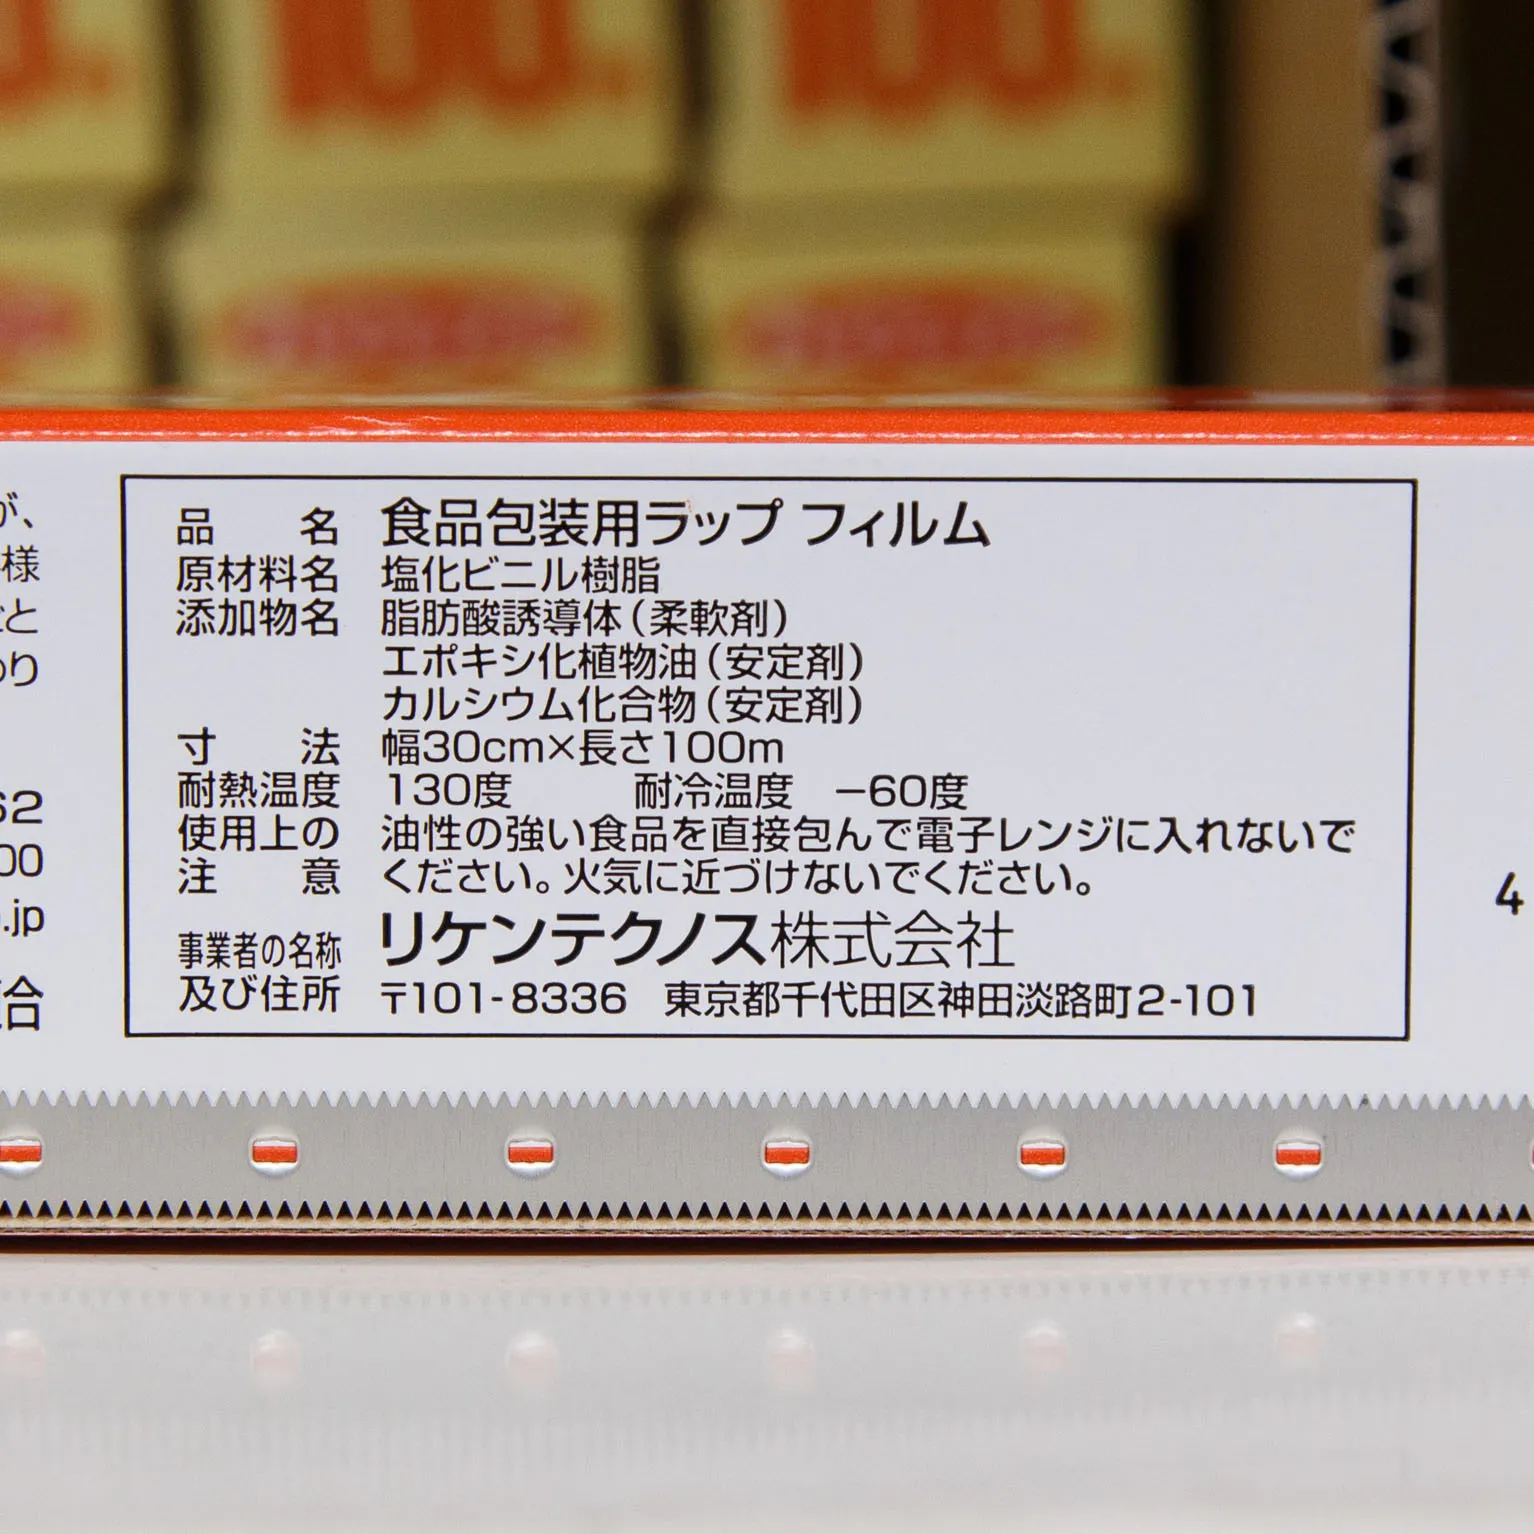 が、
様
と
り
62
00
.jp
合
品　名 食品包装用ラップ フィルム
原材料名 塩化ビニル樹脂
添加物名 脂肪酸誘導体(柔軟剤)
エポキシ化植物油(安定剤)
カルシウム化合物(安定剤)
寸　法 幅30cm×長さ100m
耐熱温度 130度　耐冷温度 −60度
使用上の 油性の強い食品を直接包んで電子レンジに入れないで
注　意 ください。火気に近づけないでください。
事業者の名称 リケンテクノス株式会社
及び住所 〒101-8336 東京都千代田区神田淡路町2-101
4